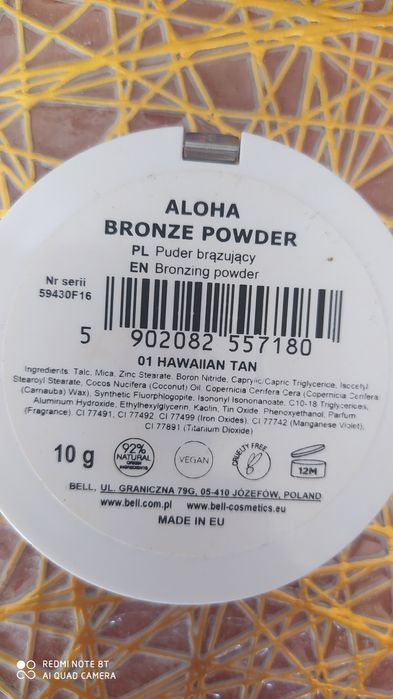 ALOHA
BRONZE POWDER
PL Puder brązujący
EN Bronzing powder
Nr serii
59430F16
5 902082 557180
01 HAWAIIAN TAN
Ingredients: Talc, Mica, Zinc Stearate, Boron Nitride, Caprylic/Capric Triglyceride, Isocetyl
Stearoyl Stearate, Cocos Nucifera (Coconut) Oil, Copernicia Cerifera Cera (Copernicia Cerifera
(Carnauba) Wax), Synthetic Fluorphlogopite, Isononyl Isononanoate, C10-18 Triglycerides,
Aluminum Hydroxide, Ethylhexylglycerin, Kaolin, Tin Oxide, Phenoxyethanol, Parfum
(Fragrance). CI 77491, CI 77492, CI 77499 (Iron Oxides), CI 77742 (Manganese Violet),
CI 77891 (Titanium Dioxide)
10 g
92%
NATURAL
ORIGIN
INGREDIENTS
VEGAN
CRUELTY FREE
12M
BELL, UL. GRANICZNA 79G, 05-410 JÓZEFÓW, POLAND
www.bell.com.pl www.bell-cosmetics.eu
MADE IN EU
REDMI NOTE 8T
AI QUAD CAMERA